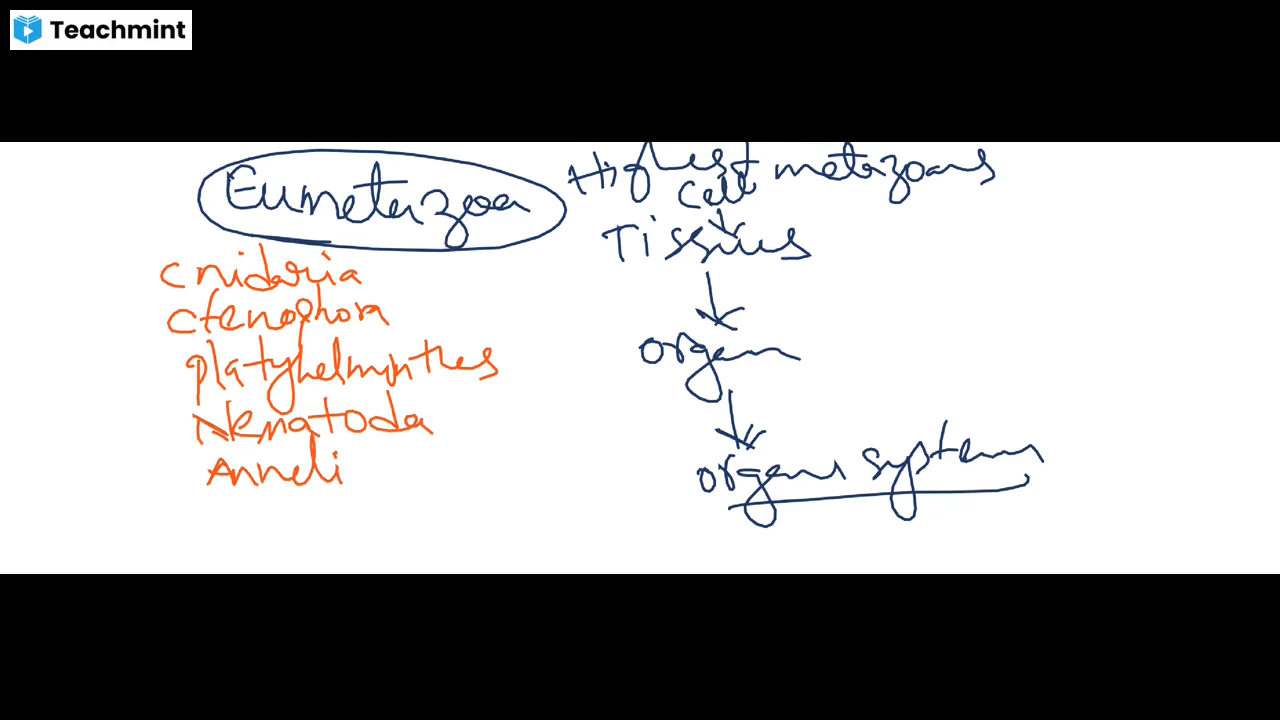 Teachmint
Eumetazoa
Highest metazoans
Cell
Tissues
Organ
Organ system
Cnidaria
Ctenophora
Platyhelminthes
Nematoda
Anneli